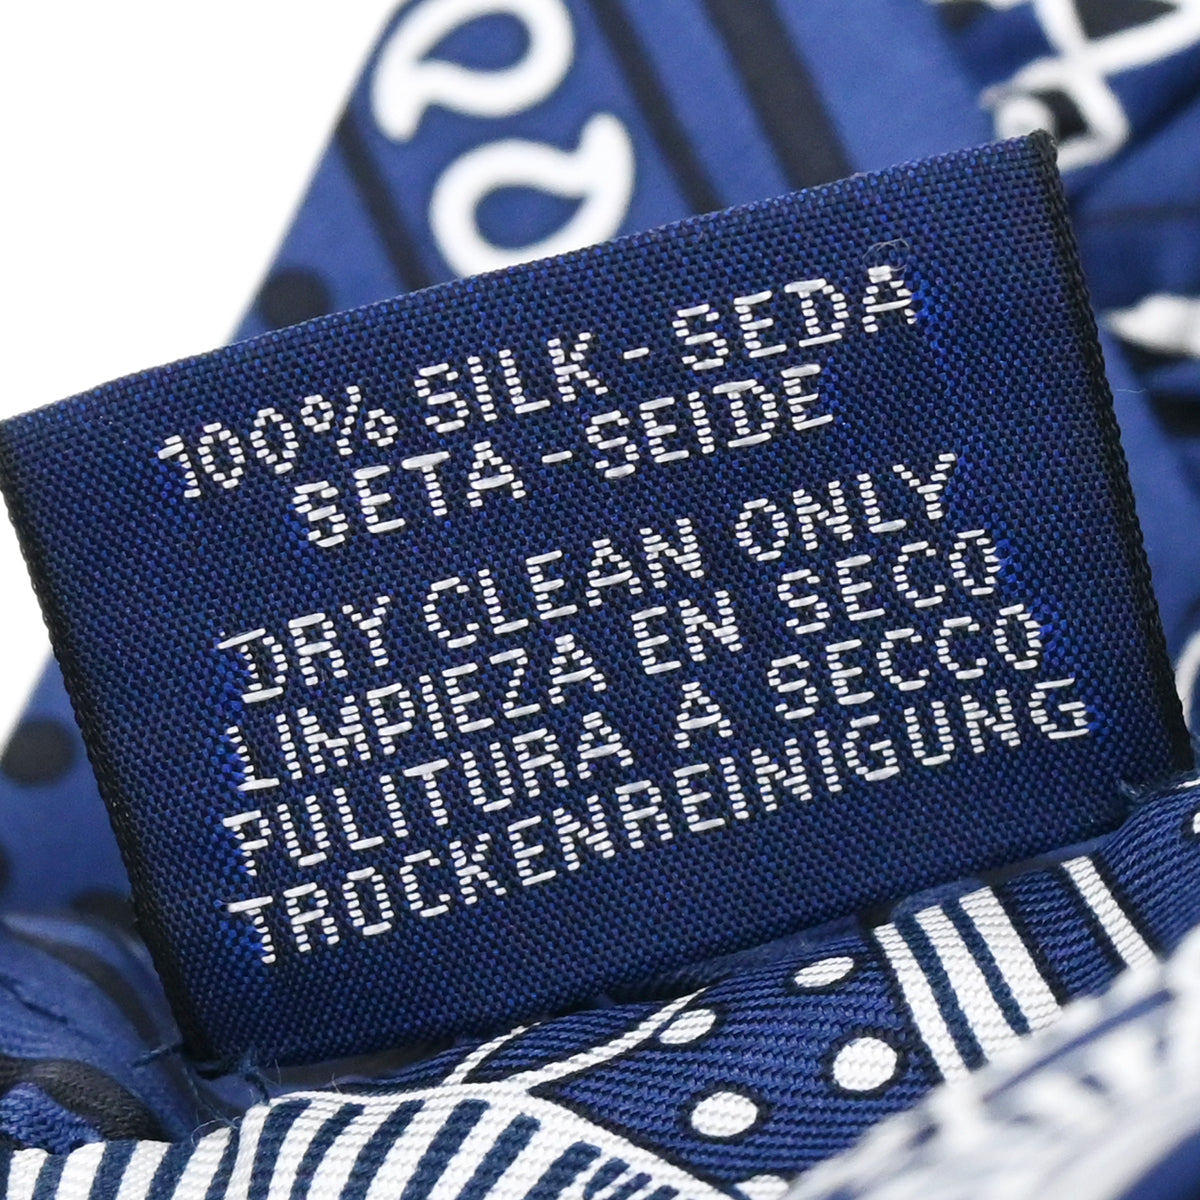 100% SILK - SEDA
SETA - SEIDE
DRY CLEAN ONLY
LIMPIEZA EN SECO
PULITURA A SECCO
TROCKENREINIGUNG